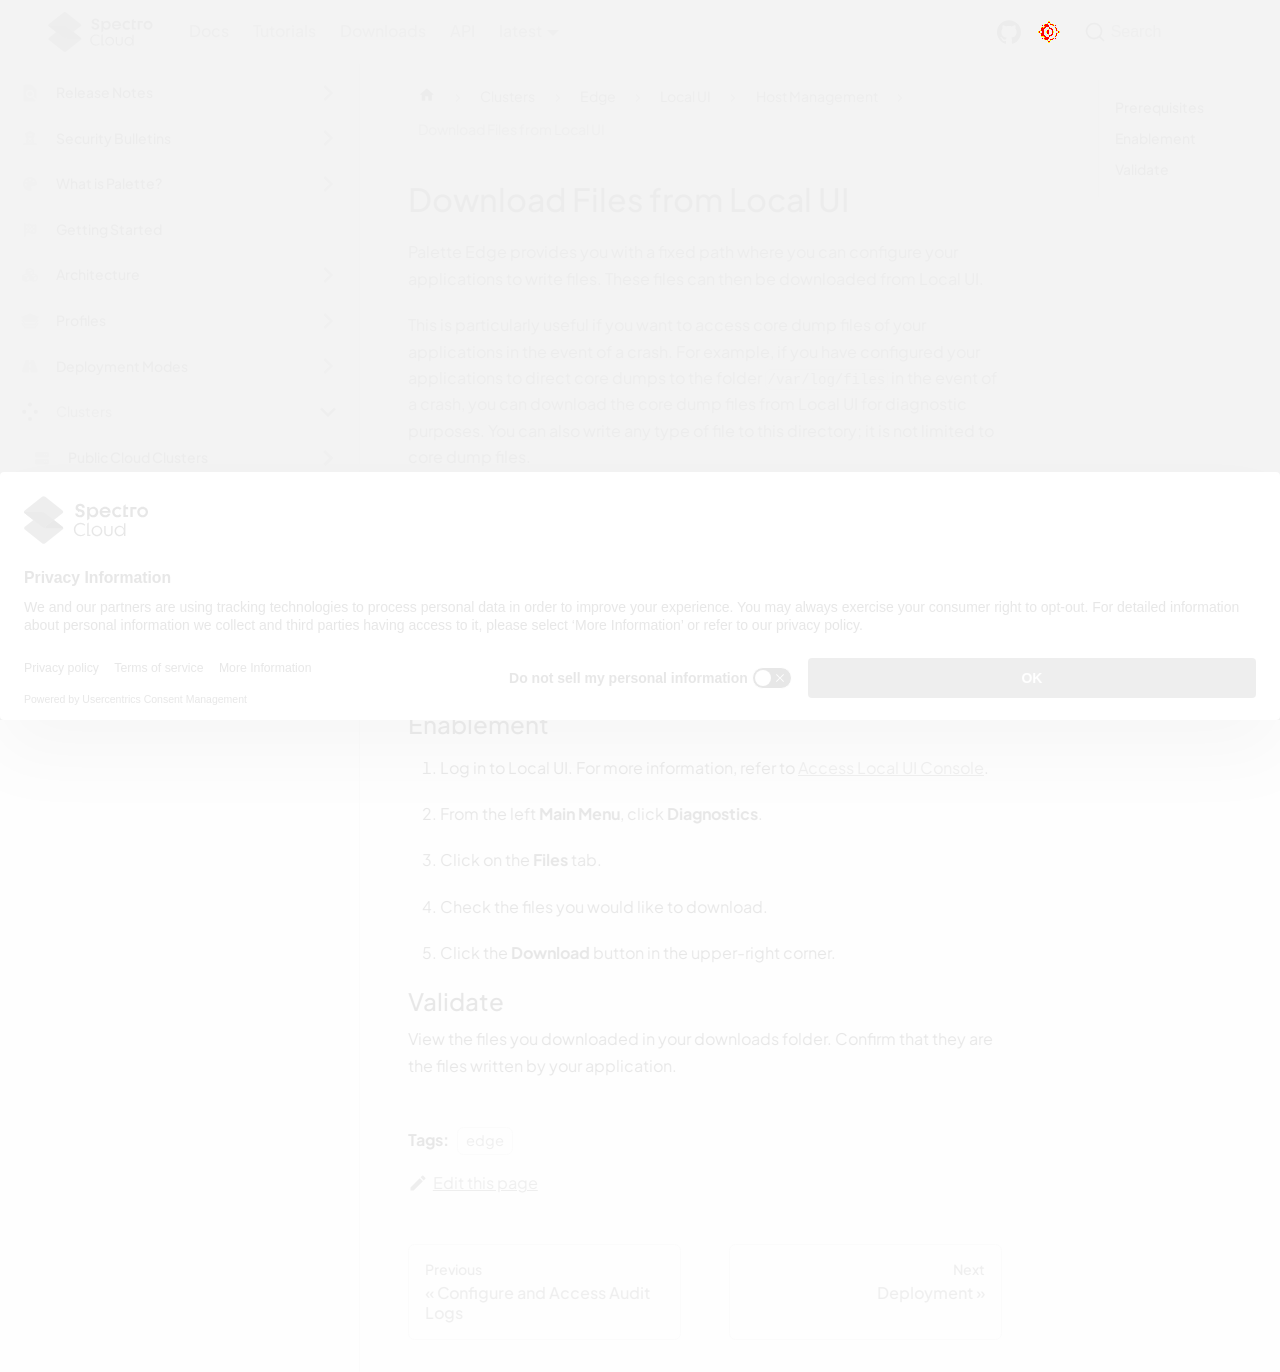 Spectro
Cloud
Docs Tutorials Downloads API latest
Search
Release Notes
Security Bulletins
What is Palette?
Getting Started
Architecture
Profiles
Deployment Modes
Clusters
Public Cloud Clusters
Clusters Edge Local UI Host Management
Download Files from Local UI
Prerequisites
Enablement
Validate
Download Files from Local UI
Palette Edge provides you with a fixed path where you can configure your
applications to write files. These files can then be downloaded from Local UI.
This is particularly useful if you want to access core dump files of your
applications in the event of a crash. For example, if you have configured your
applications to direct core dumps to the folder /var/log/files in the event of
a crash, you can download the core dump files from Local UI for diagnostic
purposes. You can also write any type of file to this directory; it is not limited to
core dump files.
Spectro
Cloud
Privacy Information
We and our partners are using tracking technologies to process personal data in order to improve your experience. You may always exercise your consumer right to opt-out. For detailed information
about personal information we collect and third parties having access to it, please select ‘More Information’ or refer to our privacy policy.
Privacy policy Terms of service More Information
Do not sell my personal information
OK
Powered by Usercentrics Consent Management
Enablement
1. Log in to Local UI. For more information, refer to Access Local UI Console.
2. From the left Main Menu, click Diagnostics.
3. Click on the Files tab.
4. Check the files you would like to download.
5. Click the Download button in the upper-right corner.
Validate
View the files you downloaded in your downloads folder. Confirm that they are
the files written by your application.
Tags: edge
Edit this page
Previous
« Configure and Access Audit
Logs
Next
Deployment »